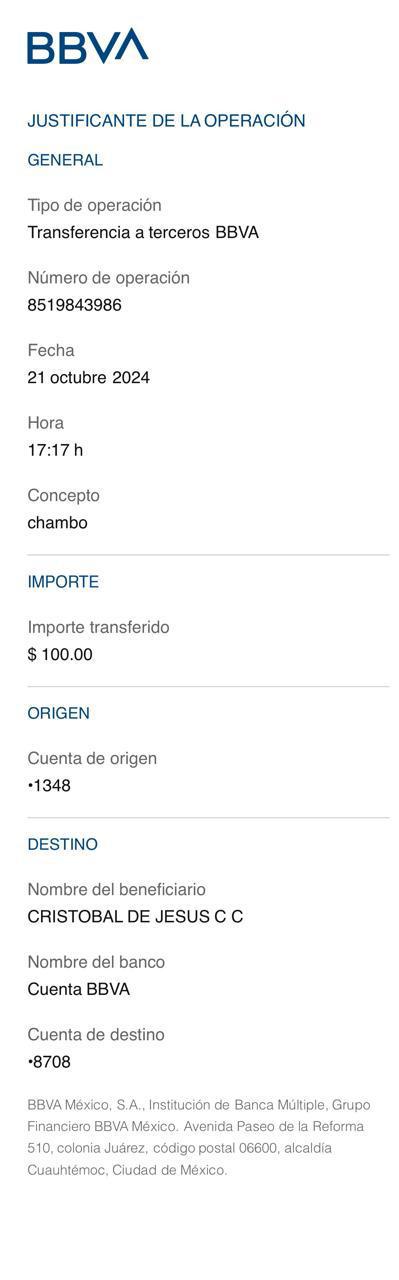 BBVA
JUSTIFICANTE DE LA OPERACIÓN
GENERAL
Tipo de operación
Transferencia a terceros BBVA
Número de operación
8519843986
Fecha
21 octubre 2024
Hora
17:17 h
Concepto
chambo
IMPORTE
Importe transferido
$ 100.00
ORIGEN
Cuenta de origen
•1348
DESTINO
Nombre del beneficiario
CRISTOBAL DE JESUS C C
Nombre del banco
Cuenta BBVA
Cuenta de destino
•8708
BBVA México, S.A., Institución de Banca Múltiple, Grupo
Financiero BBVA México. Avenida Paseo de la Reforma
510, colonia Juárez, código postal 06600, alcaldía
Cuauhtémoc, Ciudad de México.